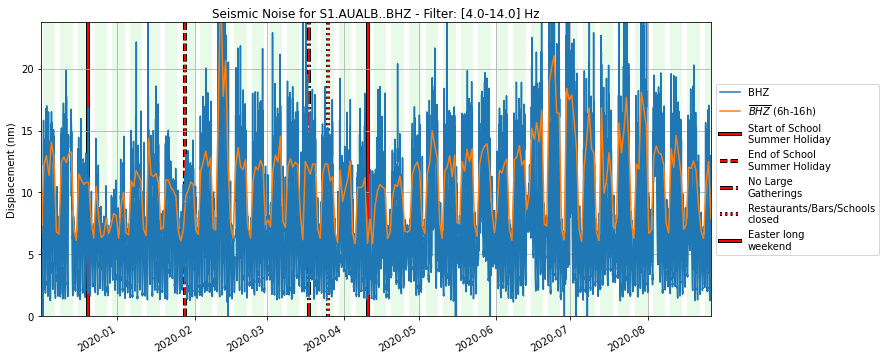 Seismic Noise for S1.AUALB..BHZ - Filter: [4.0-14.0] Hz
Displacement (nm)
20
15
10
5
0
2020-01
2020-02
2020-03
2020-04
2020-05
2020-06
2020-07
2020-08
BHZ
BHZ (6h-16h)
Start of School
Summer Holiday
End of School
Summer Holiday
No Large
Gatherings
Restaurants/Bars/Schools
closed
Easter long
weekend